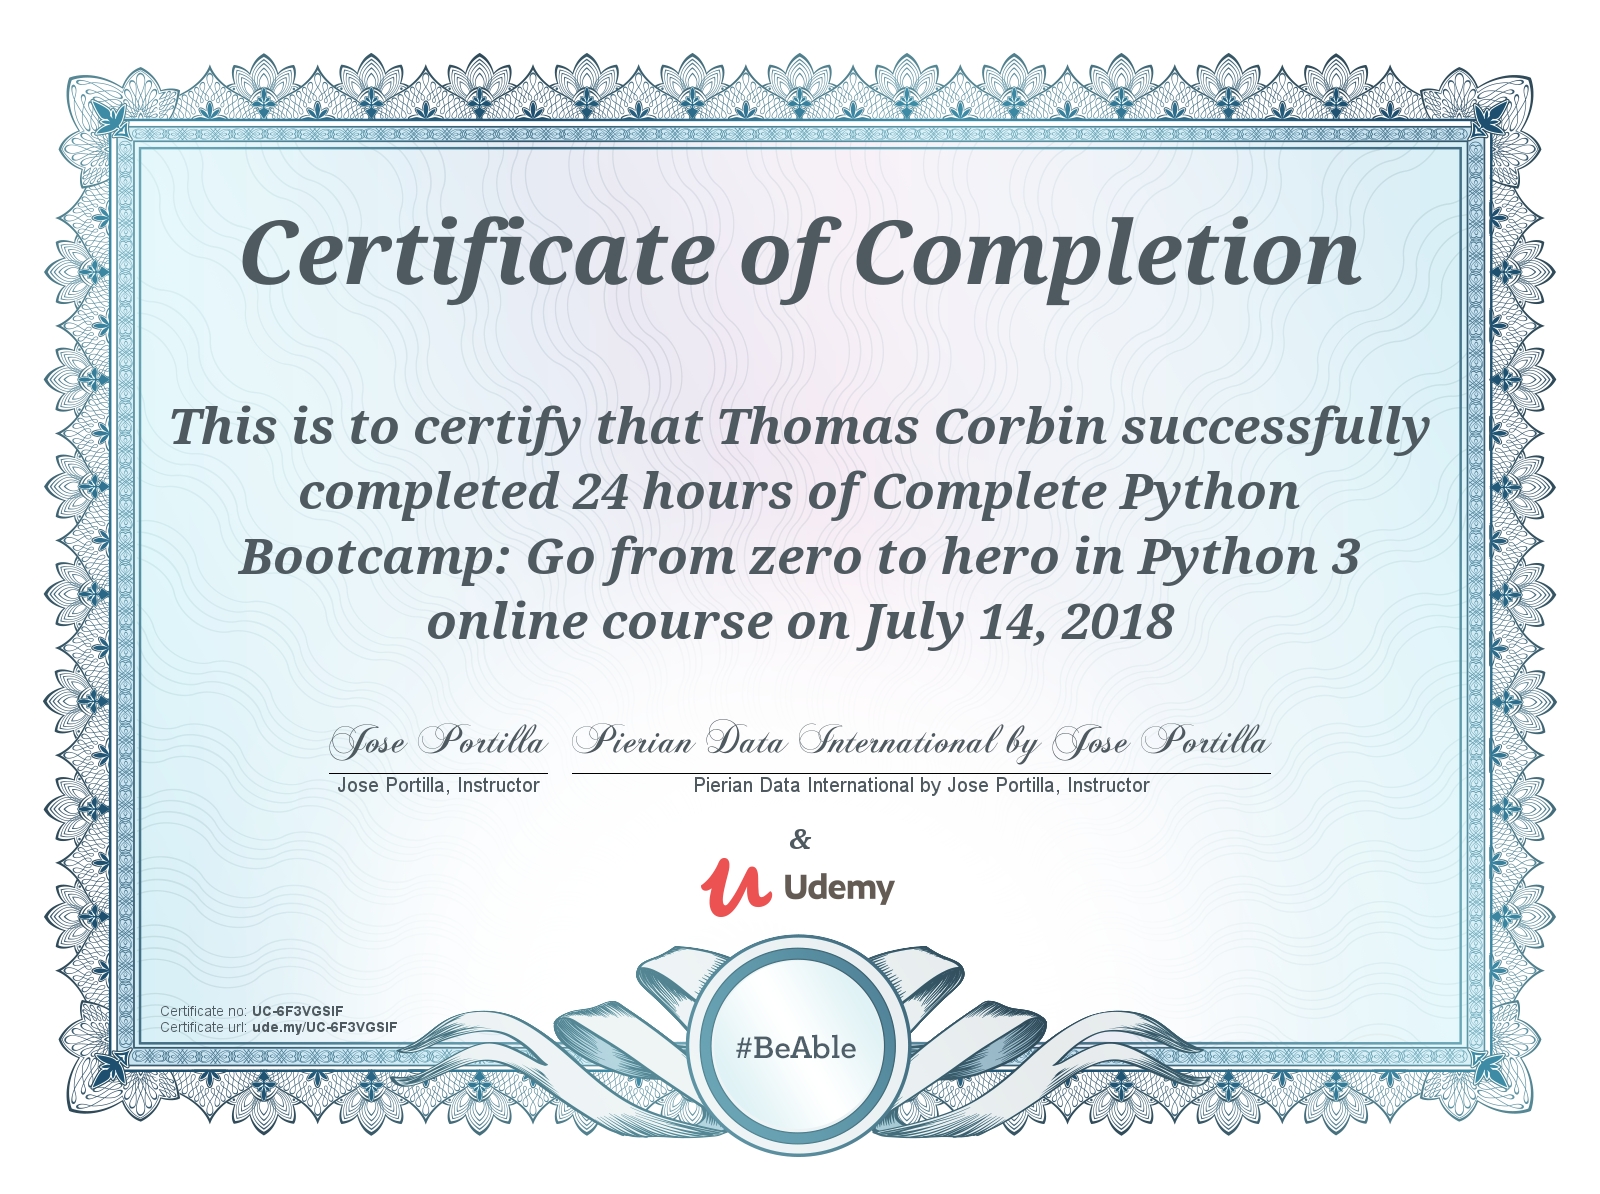 Certificate of Completion
This is to certify that Thomas Corbin successfully
completed 24 hours of Complete Python
Bootcamp: Go from zero to hero in Python 3
online course on July 14, 2018
Jose Portilla
Jose Portilla, Instructor
Pierian Data International by Jose Portilla
Pierian Data International by Jose Portilla, Instructor
&
Udemy
Certificate no: UC-6F3VGSIF
Certificate url: ude.my/UC-6F3VGSIF
#BeAble